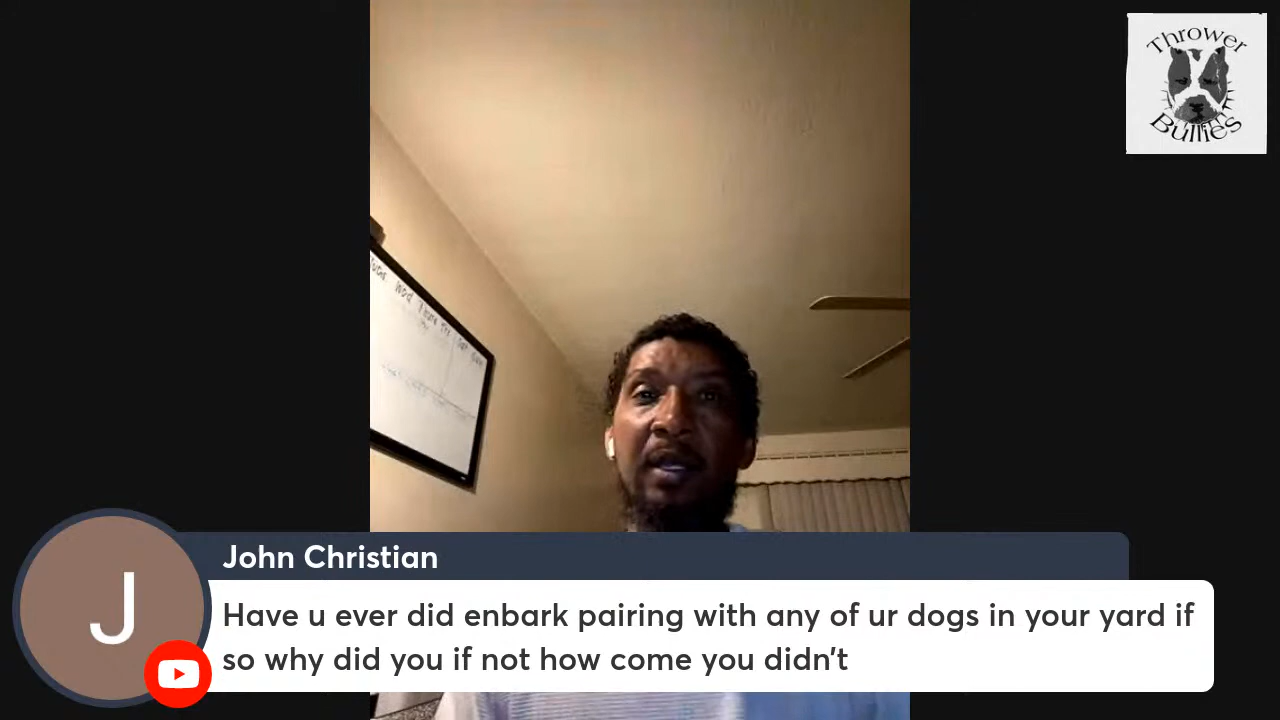 Thrower
Bullies
John Christian
J
Have u ever did enbark pairing with any of ur dogs in your yard if
so why did you if not how come you didn't